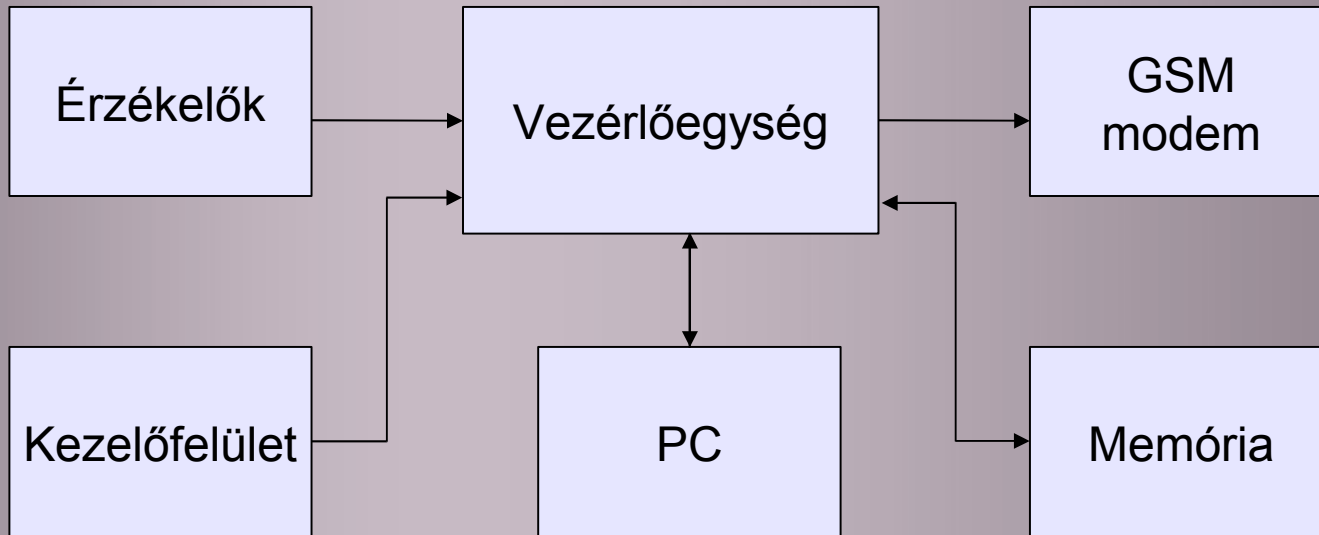 Érzékelők
Vezérlőegység
GSM
modem
Kezelőfelület
PC
Memória